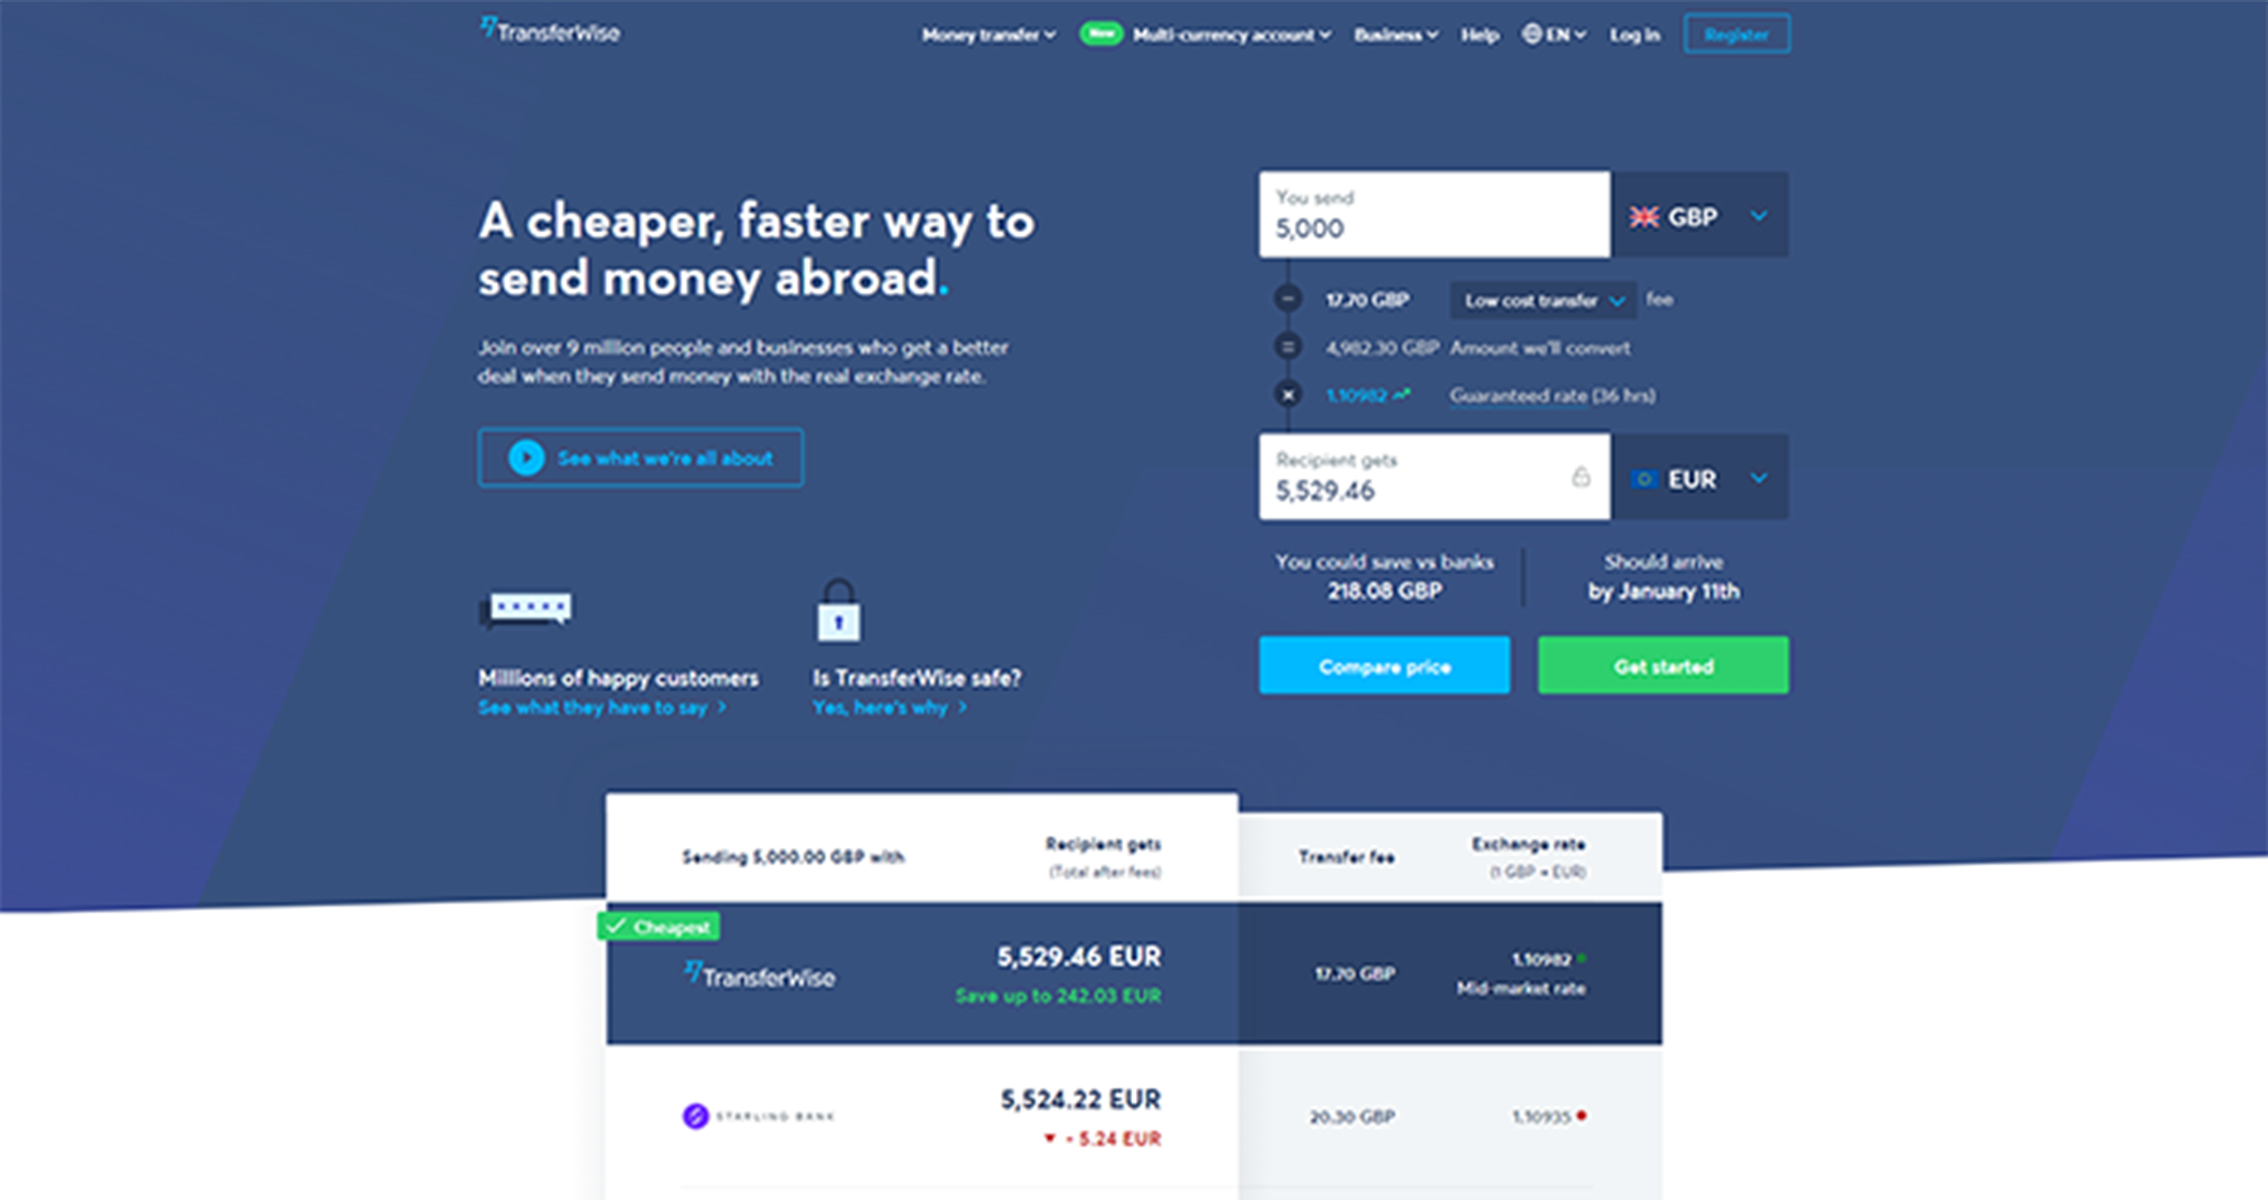 TransferWise
Money transfer New Multi-currency account Business Help EN Log in Register
A cheaper, faster way to
send money abroad.
Join over 9 million people and businesses who get a better
deal when they send money with the real exchange rate.
See what we're all about
Millions of happy customers
See what they have to say
Is TransferWise safe?
Yes, here's why
You send
5,000
GBP
17.70 GBP Low cost transfer fee
4,982.30 GBP Amount we'll convert
1.10982 Guaranteed rate (36 hrs)
Recipient gets
5,529.46
EUR
You could save vs banks
218.08 GBP
Should arrive
by January 11th
Compare price
Get started
Sending 5,000.00 GBP with
Recipient gets
(Total after fees)
Transfer fee
Exchange rate
(1 GBP = EUR)
Cheapest
TransferWise
5,529.46 EUR
Save up to 242.03 EUR
17.70 GBP
1.10982
Mid-market rate
STARLING BANK
5,524.22 EUR
- 5.24 EUR
20.30 GBP
1.10935